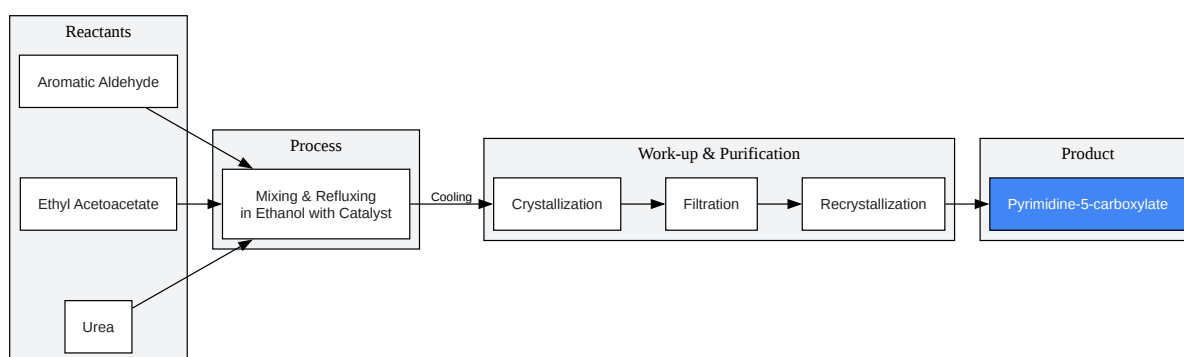 Reactants
Aromatic Aldehyde
Ethyl Acetoacetate
Urea
Process
Mixing & Refluxing
in Ethanol with Catalyst
Cooling
Work-up & Purification
Crystallization
Filtration
Recrystallization
Product
Pyrimidine-5-carboxylate